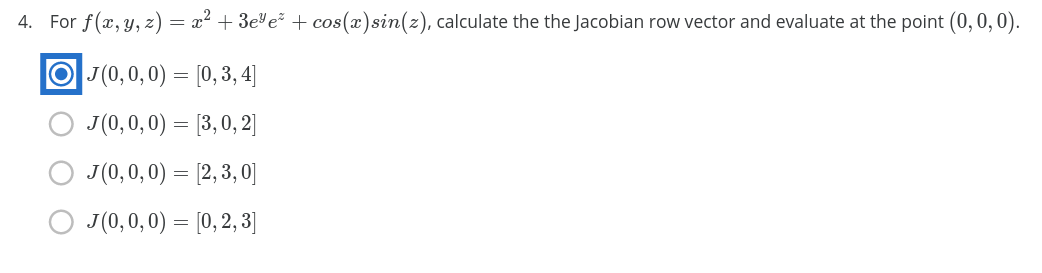 4. For f(x, y, z) = x² + 3eʸeᶻ + cos(x)sin(z), calculate the the Jacobian row vector and evaluate at the point (0, 0, 0).
J(0, 0, 0) = [0, 3, 4]
J(0, 0, 0) = [3, 0, 2]
J(0, 0, 0) = [2, 3, 0]
J(0, 0, 0) = [0, 2, 3]